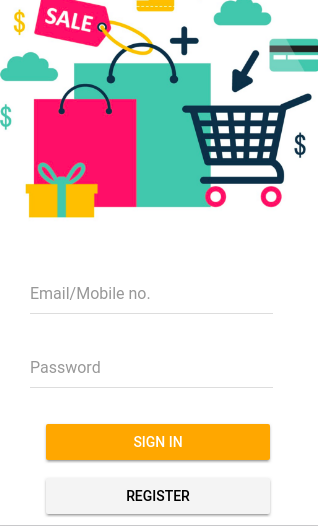 $
SALE
$
$
Email/Mobile no.
Password
SIGN IN
REGISTER